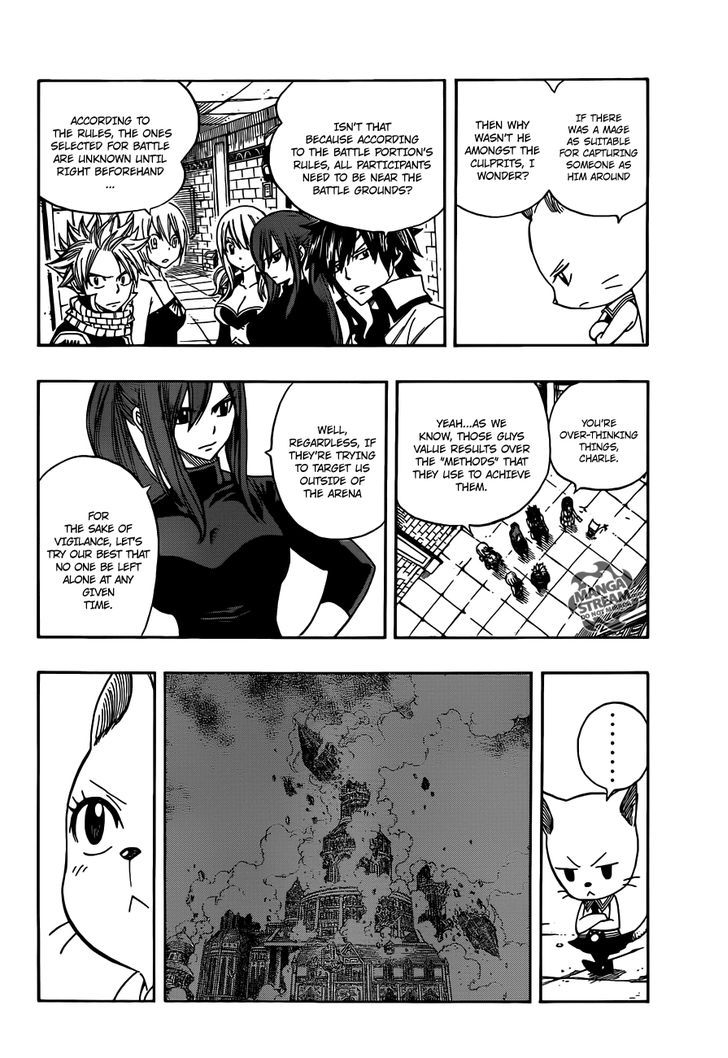 IF THERE
WAS A MAGE
AS SUITABLE
FOR CAPTURING
SOMEONE AS
HIM AROUND
THEN WHY
WASN'T HE
AMONGST THE
CULPRITS, I
WONDER?
ISN'T THAT
BECAUSE ACCORDING
TO THE BATTLE PORTION'S
RULES, ALL PARTICIPANTS
NEED TO BE NEAR THE
BATTLE GROUNDS?
ACCORDING TO
THE RULES, THE ONES
SELECTED FOR BATTLE
ARE UNKNOWN UNTIL
RIGHT BEFOREHAND
...
YOU'RE
OVER-THINKING
THINGS,
CHARLE.
YEAH...AS WE
KNOW, THOSE GUYS
VALUE RESULTS OVER
THE "METHODS" THAT
THEY USE TO ACHIEVE
THEM.
MANGA
STREAM
DO NOT MIRROR
WELL,
REGARDLESS, IF
THEY'RE TRYING
TO TARGET US
OUTSIDE OF
THE ARENA
FOR
THE SAKE OF
VIGILANCE, LET'S
TRY OUR BEST THAT
NO ONE BE LEFT
ALONE AT ANY
GIVEN
TIME.
......